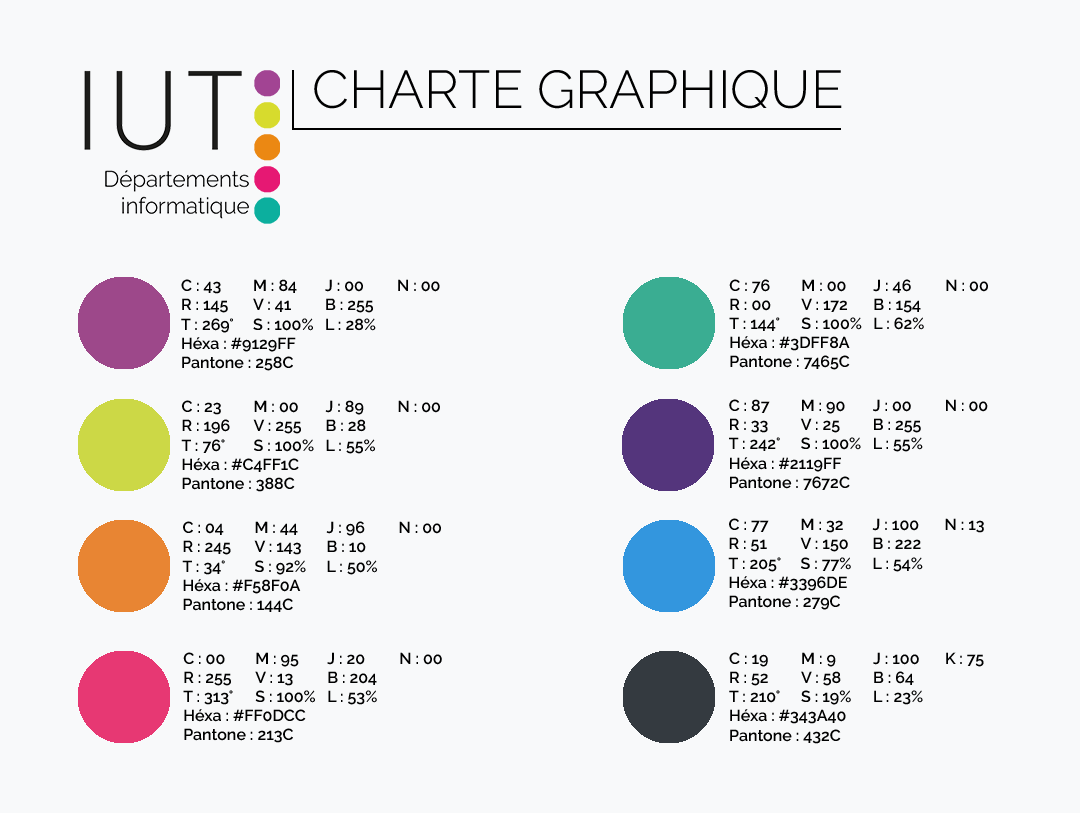 IUT
CHARTE GRAPHIQUE
Départements
informatique
C : 43 M : 84 J : 00 N : 00
R : 145 V : 41 B : 255
T : 269° S : 100% L : 28%
Héxa : #9129FF
Pantone : 258C
C : 23 M : 00 J : 89 N : 00
R : 196 V : 255 B : 28
T : 76° S : 100% L : 55%
Héxa : #C4FF1C
Pantone : 388C
C : 04 M : 44 J : 96 N : 00
R : 245 V : 143 B : 10
T : 34° S : 92% L : 50%
Héxa : #F58F0A
Pantone : 144C
C : 00 M : 95 J : 20 N : 00
R : 255 V : 13 B : 204
T : 313° S : 100% L : 53%
Héxa : #FF0DCC
Pantone : 213C
C : 76 M : 00 J : 46 N : 00
R : 00 V : 172 B : 154
T : 144° S : 100% L : 62%
Héxa : #3DFF8A
Pantone : 7465C
C : 87 M : 90 J : 00 N : 00
R : 33 V : 25 B : 255
T : 242° S : 100% L : 55%
Héxa : #2119FF
Pantone : 7672C
C : 77 M : 32 J : 100 N : 13
R : 51 V : 150 B : 222
T : 205° S : 77% L : 54%
Héxa : #3396DE
Pantone : 279C
C : 19 M : 9 J : 100 K : 75
R : 52 V : 58 B : 64
T : 210° S : 19% L : 23%
Héxa : #343A40
Pantone : 432C